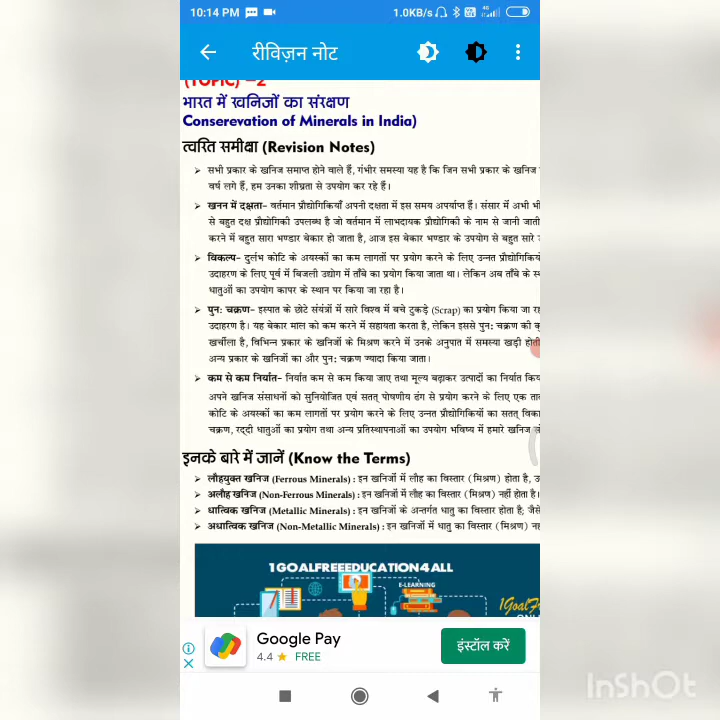 10:14 PM 1.0KB/s 4G
रीविज़न नोट
(TOPIC) –2
भारत में खनिजों का संरक्षण
Conserevation of Minerals in India)
त्वरित समीक्षा (Revision Notes)
➢ सभी प्रकार के खनिज समाप्त होने वाले हैं, गंभीर समस्या यह है कि जिन सभी प्रकार के खनिज
वर्ष लगे हैं, हम उनका शीघ्रता से उपयोग कर रहे हैं।
➢ खनन में दक्षता– वर्तमान प्रौद्योगिकियाँ अपनी दक्षता में इस समय अपर्याप्त हैं। संसार में अभी भी
से बहुत दक्ष प्रौद्योगिकी उपलब्ध है जो वर्तमान में लाभदायक प्रौद्योगिकी के नाम से जानी जाती
करने में बहुत सारा भण्डार बेकार हो जाता है, आज इस बेकार भण्डार के उपयोग से बहुत सारे
➢ विकल्प– दुर्लभ कोटि के अयस्कों का कम लागतों पर प्रयोग करने के लिए उन्नत
उदाहरण के लिए पूर्व में बिजली उद्योग में ताँबे का प्रयोग किया जाता था। लेकिन अब ताँबे के
धातुओं का उपयोग कापर के स्थान पर किया जा रहा है।
➢ पुन: चक्रण– इस्पात के छोटे संयंत्रों में सारे विश्व में बचे टुकड़े (Scrap) का प्रयोग किया जा
उदाहरण है। यह बेकार माल को कम करने में सहायता करता है, लेकिन इससे पुन: चक्रण की
खर्चीला है, विभिन्न प्रकार के खनिजों के मिश्रण करने में उनके अनुपात में समस्या खड़ी होती
अन्य प्रकार के खनिजों का और पुन: चक्रण ज्यादा किया जाता।
➢ कम से कम निर्यात– निर्यात कम से कम किया जाए तथा मूल्य बढ़ाकर उत्पादों का निर्यात
अपने खनिज संसाधनों को सुनियोजित एवं सतत् पोषणीय ढंग से प्रयोग करने के लिए एक
कोटि के अयस्कों का कम लागतों पर प्रयोग करने के लिए उन्नत प्रौद्योगिकियों का सतत्
चक्रण, रद्दी धातुओं का प्रयोग तथा अन्य प्रतिस्थापनाओं का उपयोग भविष्य में हमारे खनिज
इनके बारे में जानें (Know the Terms)
➢ लौहयुक्त खनिज (Ferrous Minerals) : इन खनिजों में लौह का विस्तार (मिश्रण) होता है,
➢ अलौह खनिज (Non-Ferrous Minerals) : इन खनिजों में लौह का विस्तार (मिश्रण) नहीं होता है।
➢ धात्विक खनिज (Metallic Minerals) : इन खनिजों के अन्तर्गत धातु का विस्तार होता है; जैसे
➢ अधात्विक खनिज (Non-Metallic Minerals) : इन खनिजों में धातु का विस्तार (मिश्रण)
1GOALFREEEDUCATION4ALL
E-LEARNING
Google Pay
4.4 ★ FREE
इंस्टॉल करें
InShOt